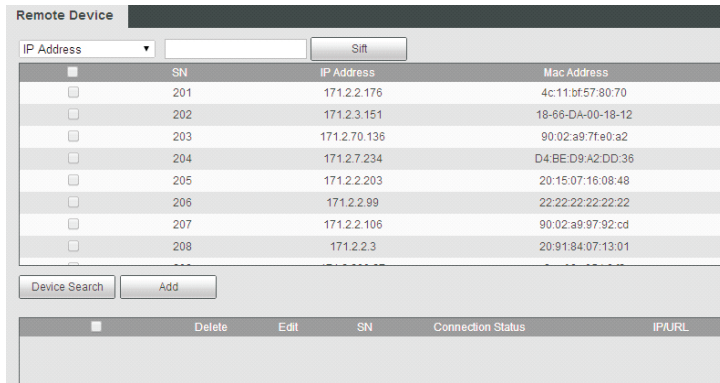 Remote Device
IP Address Sift
SN IP Address Mac Address
201 171.2.2.176 4c:11:bf:57:80:70
202 171.2.3.151 18-66-DA-00-18-12
203 171.2.70.136 90:02:a9:7f:e0:a2
204 171.2.7.234 D4:BE:D9:A2:DD:36
205 171.2.2.203 20:15:07:16:08:48
206 171.2.2.99 22:22:22:22:22:22
207 171.2.2.106 90:02:a9:97:92:cd
208 171.2.2.3 20:91:84:07:13:01
Device Search Add
Delete Edit SN Connection Status IP/URL